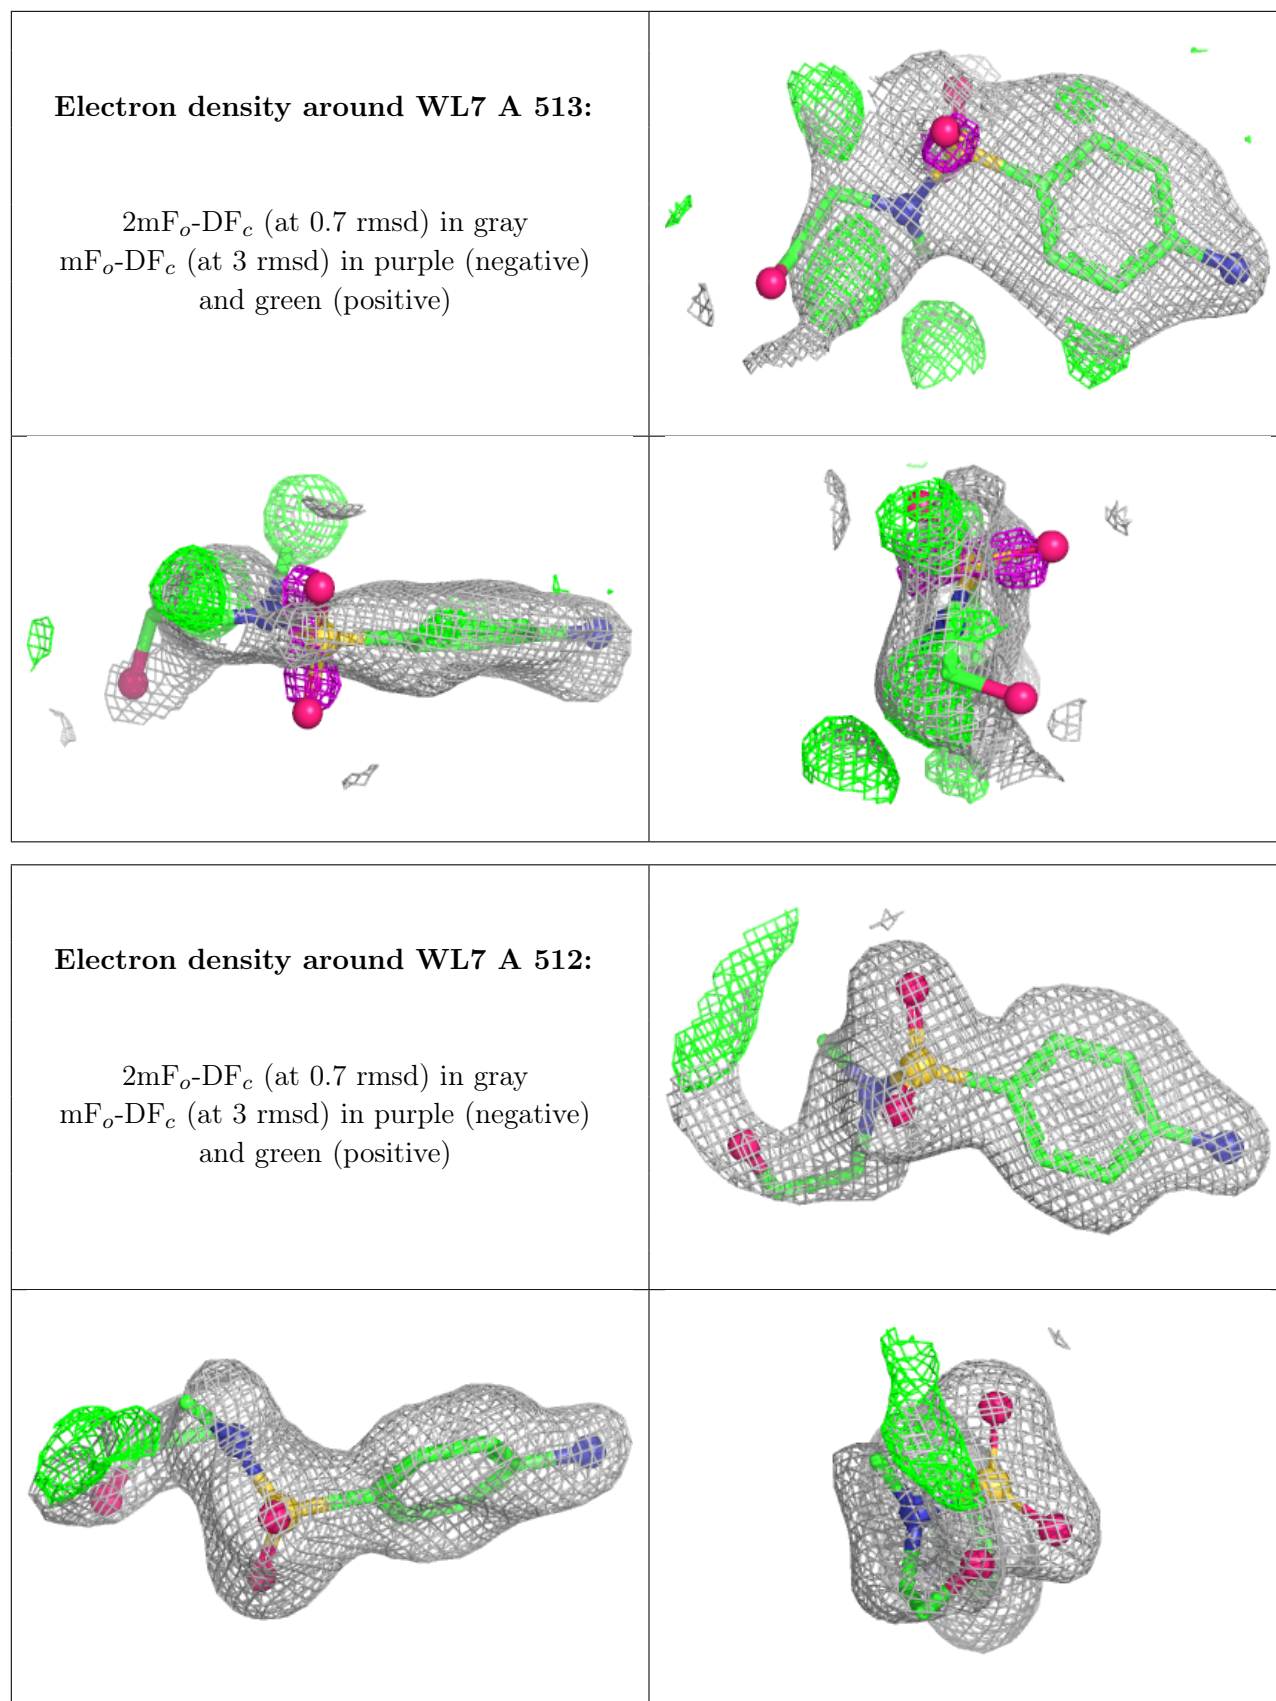 Electron density around WL7 A 513:
2mFo-DFc (at 0.7 rmsd) in gray
mFo-DFc (at 3 rmsd) in purple (negative)
and green (positive)
Electron density around WL7 A 512:
2mFo-DFc (at 0.7 rmsd) in gray
mFo-DFc (at 3 rmsd) in purple (negative)
and green (positive)